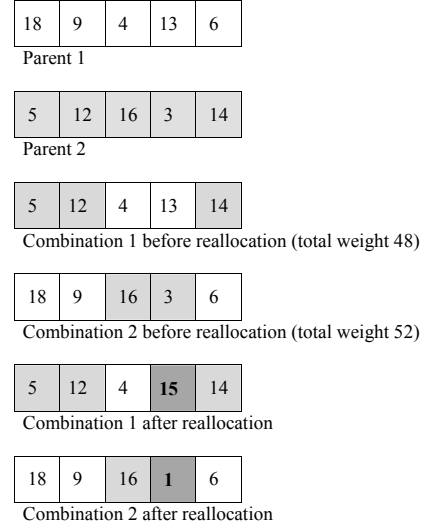 18 9 4 13 6
Parent 1
5 12 16 3 14
Parent 2
5 12 4 13 14
Combination 1 before reallocation (total weight 48)
18 9 16 3 6
Combination 2 before reallocation (total weight 52)
5 12 4 15 14
Combination 1 after reallocation
18 9 16 1 6
Combination 2 after reallocation